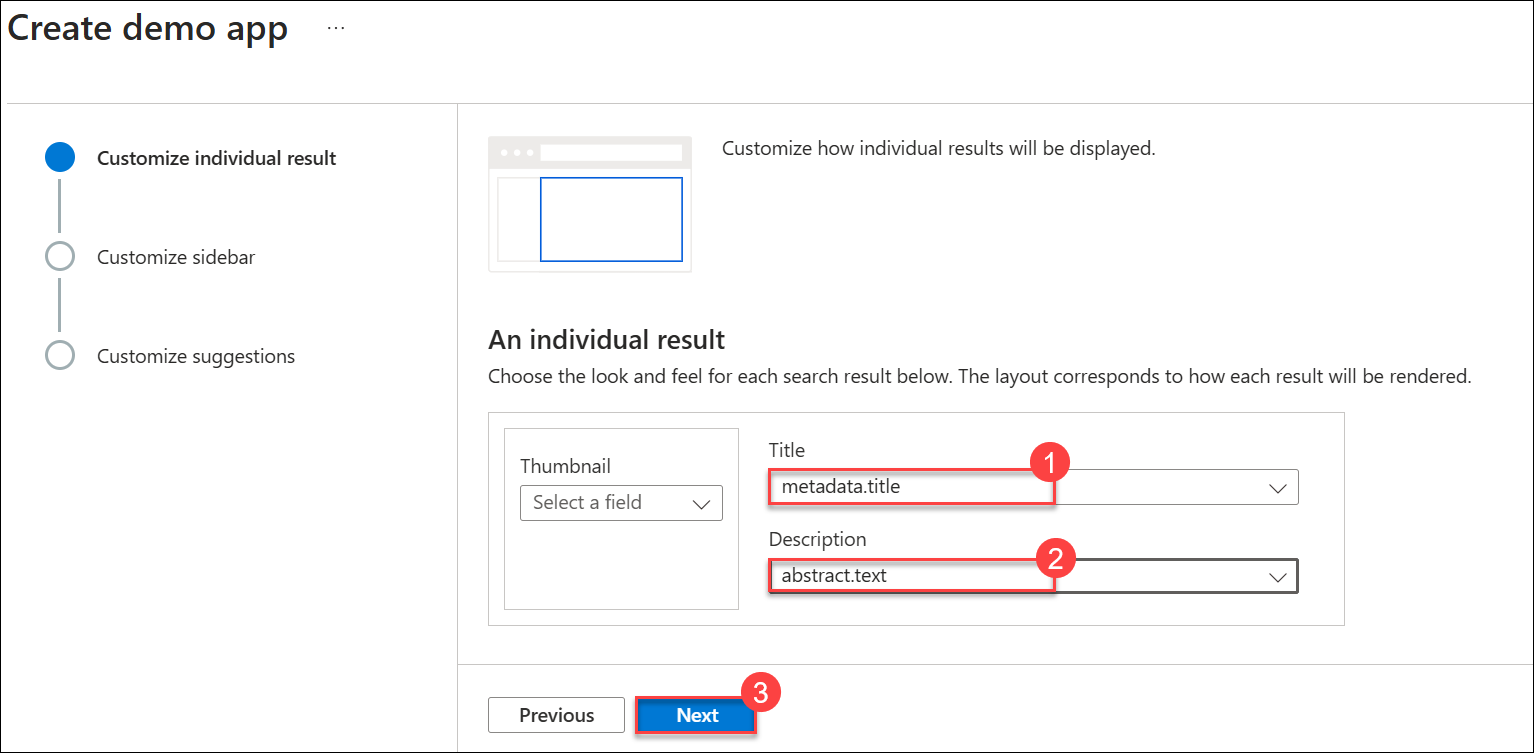 Create demo app ...
Customize individual result
Customize sidebar
Customize suggestions
Customize how individual results will be displayed.
An individual result
Choose the look and feel for each search result below. The layout corresponds to how each result will be rendered.
Thumbnail
Select a field
Title
1
metadata.title
Description
2
abstract.text
Previous
Next
3